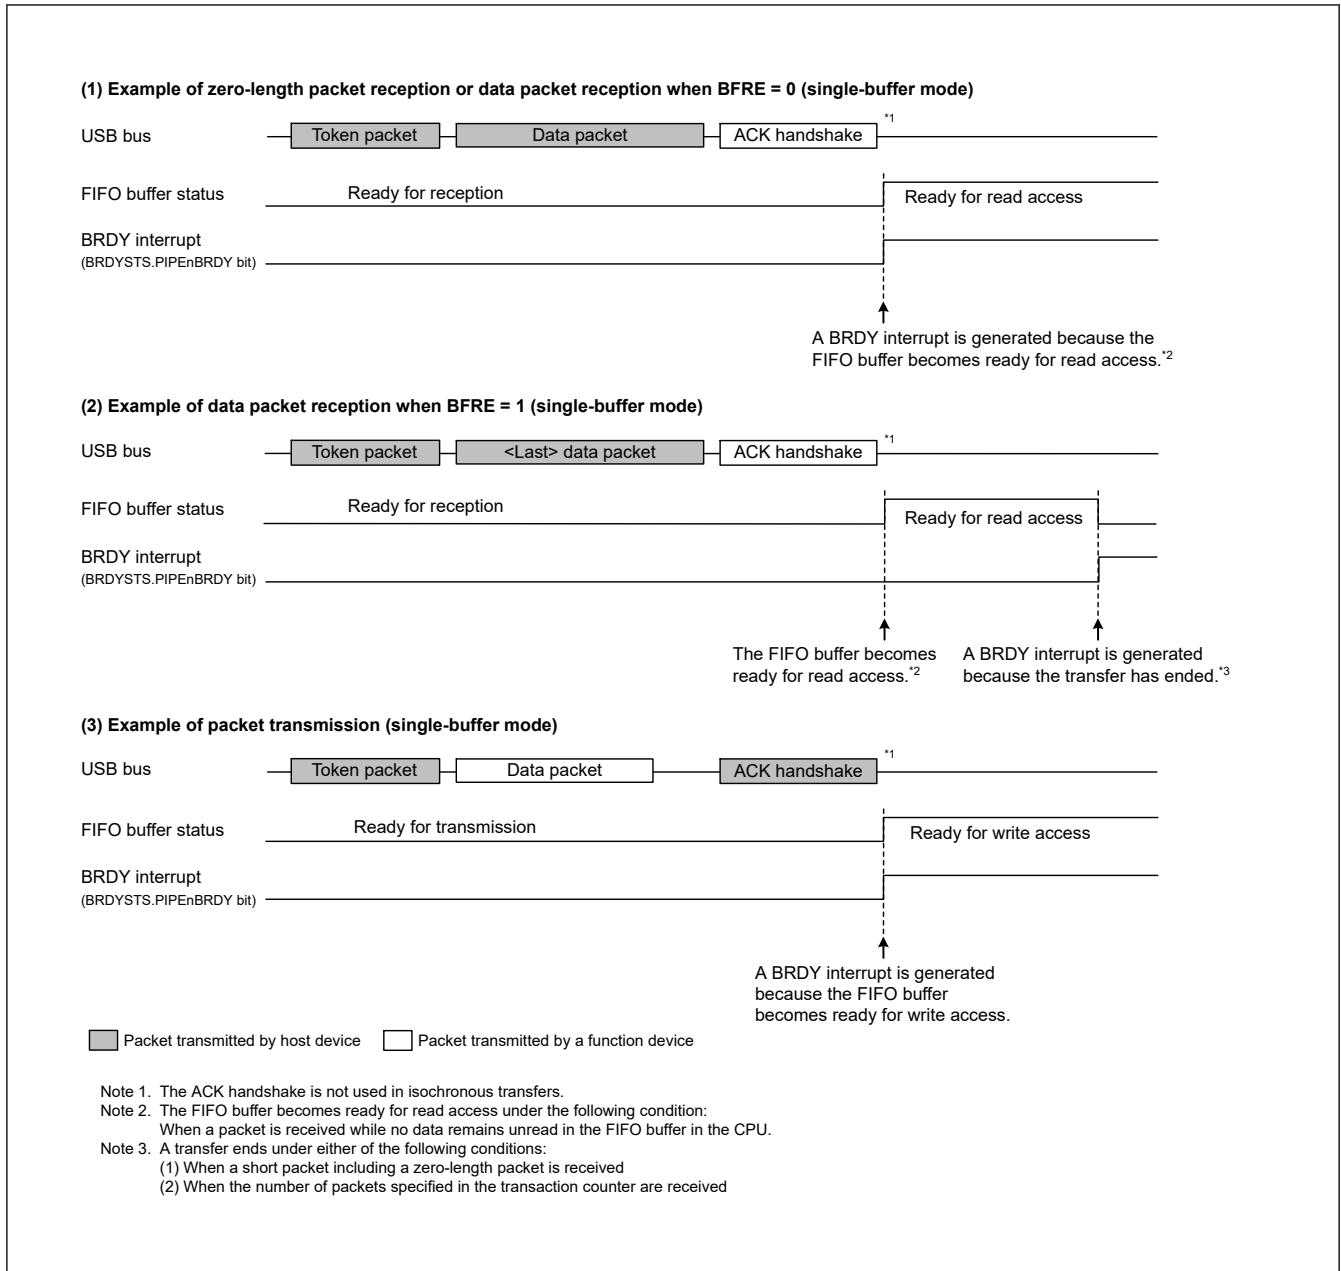 (1) Example of zero-length packet reception or data packet reception when BFRE = 0 (single-buffer mode)
USB bus
Token packet
Data packet
ACK handshake
*1
FIFO buffer status
Ready for reception
Ready for read access
BRDY interrupt
(BRDYSTS.PIPEnBRDY bit)
A BRDY interrupt is generated because the
FIFO buffer becomes ready for read access.*2
(2) Example of data packet reception when BFRE = 1 (single-buffer mode)
USB bus
Token packet
<Last> data packet
ACK handshake
*1
FIFO buffer status
Ready for reception
Ready for read access
BRDY interrupt
(BRDYSTS.PIPEnBRDY bit)
The FIFO buffer becomes
ready for read access.*2
A BRDY interrupt is generated
because the transfer has ended.*3
(3) Example of packet transmission (single-buffer mode)
USB bus
Token packet
Data packet
ACK handshake
*1
FIFO buffer status
Ready for transmission
Ready for write access
BRDY interrupt
(BRDYSTS.PIPEnBRDY bit)
A BRDY interrupt is generated
because the FIFO buffer
becomes ready for write access.
Packet transmitted by host device
Packet transmitted by a function device
Note 1. The ACK handshake is not used in isochronous transfers.
Note 2. The FIFO buffer becomes ready for read access under the following condition:
When a packet is received while no data remains unread in the FIFO buffer in the CPU.
Note 3. A transfer ends under either of the following conditions:
(1) When a short packet including a zero-length packet is received
(2) When the number of packets specified in the transaction counter are received